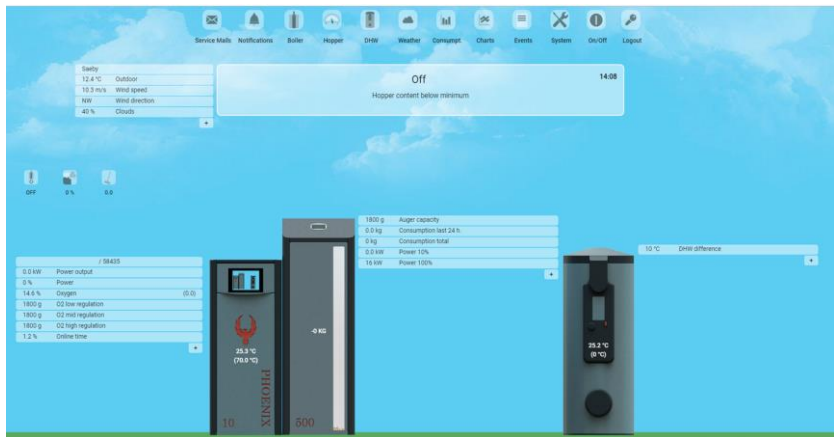 Service Mails Notifications Boiler Hopper DHW Weather Consumpt. Charts Events System On/Off Logout
Saeby
12.4 °C Outdoor
10.3 m/s Wind speed
NW Wind direction
40 % Clouds
+
Off
14:08
Hopper content below minimum
OFF 0 % 0.0
/ 58435
0.0 kW Power output
0 % Power
14.6 % Oxygen (0.0)
1800 g O2 low regulation
1800 g O2 mid regulation
1800 g O2 high regulation
1.2 % Online time
+
25.3 °C
(70.0 °C)
PHOENIX
10
-0 KG
500
1800 g Auger capacity
0.0 kg Consumption last 24 h.
0 kg Consumption total
0.0 kW Power 10%
16 kW Power 100%
+
25.2 °C
(0 °C)
10 °C DHW difference
+